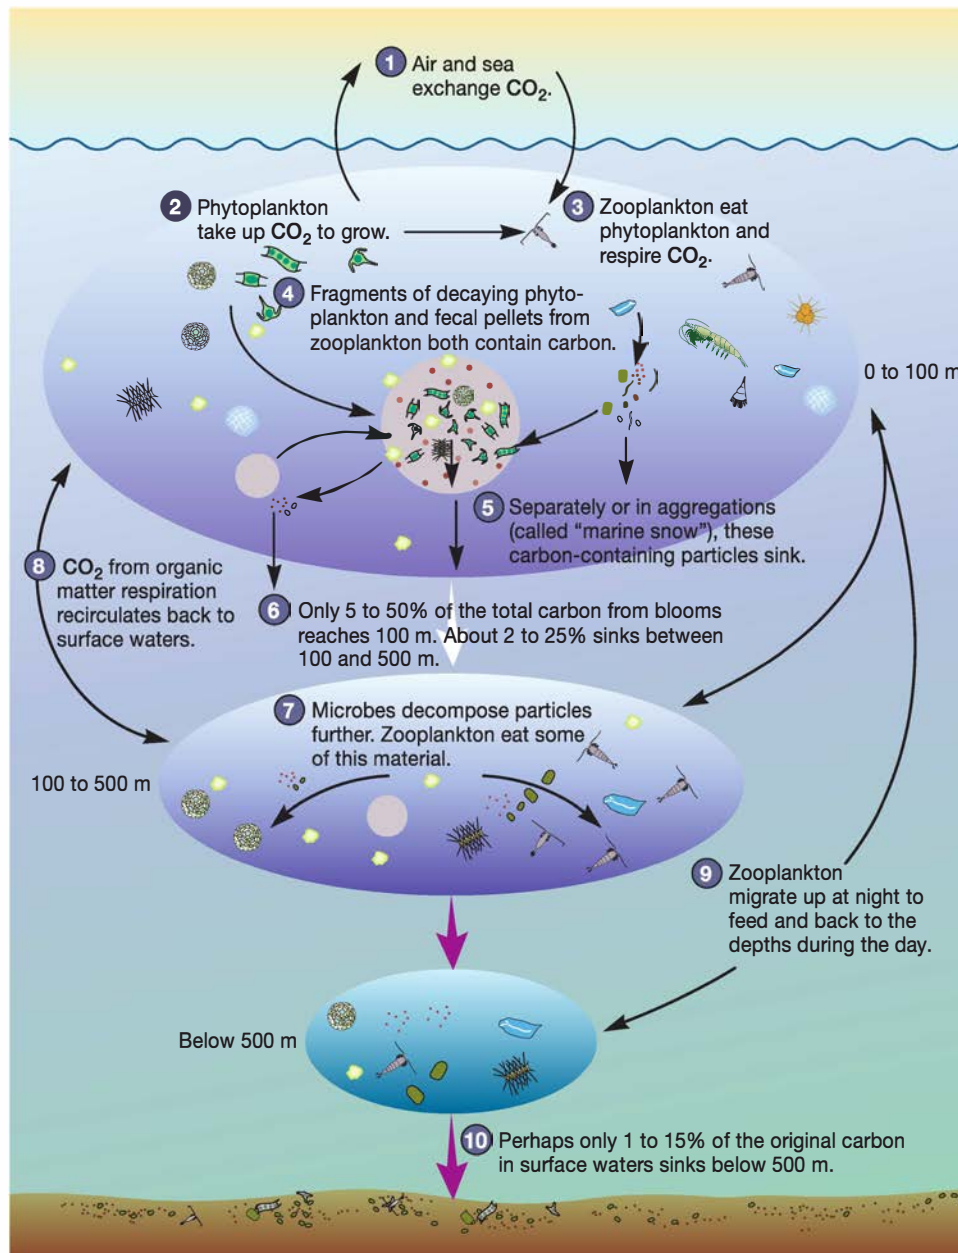 1 Air and sea
exchange CO₂.
2 Phytoplankton
take up CO₂ to grow.
3 Zooplankton eat
phytoplankton and
respire CO₂.
4 Fragments of decaying phyto-
plankton and fecal pellets from
zooplankton both contain carbon.
0 to 100 m
5 Separately or in aggregations
(called “marine snow”), these
carbon-containing particles sink.
8 CO₂ from organic
matter respiration
recirculates back to
surface waters.
6 Only 5 to 50% of the total carbon from blooms
reaches 100 m. About 2 to 25% sinks between
100 and 500 m.
7 Microbes decompose particles
further. Zooplankton eat some
of this material.
100 to 500 m
9 Zooplankton
migrate up at night to
feed and back to the
depths during the day.
Below 500 m
10 Perhaps only 1 to 15% of the original carbon
in surface waters sinks below 500 m.